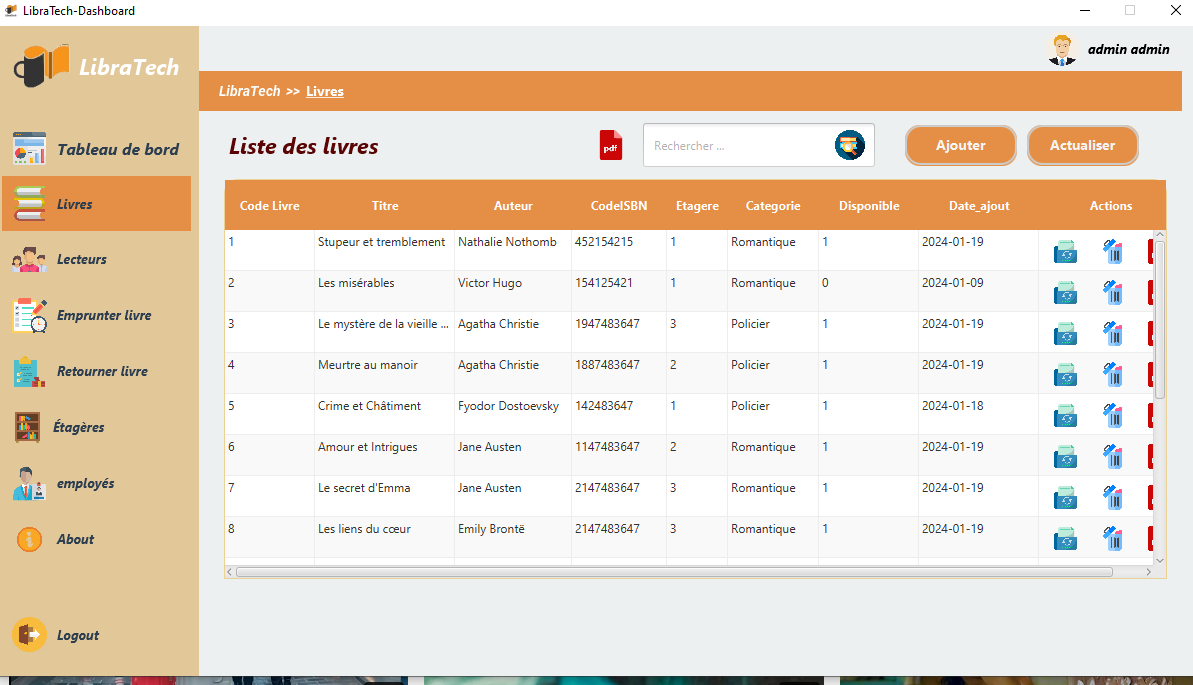 LibraTech-Dashboard
admin admin
LibraTech
LibraTech >> Livres
Liste des livres
pdf
Rechercher ...
Ajouter
Actualiser
Tableau de bord
Livres
Lecteurs
Emprunter livre
Retourner livre
Étagères
employés
About
Logout
Code Livre Titre Auteur CodeISBN Etagere Categorie Disponible Date_ajout Actions
1 Stupeur et tremblement Nathalie Nothomb 452154215 1 Romantique 1 2024-01-19
2 Les misérables Victor Hugo 154125421 1 Romantique 0 2024-01-09
3 Le mystère de la vieille ... Agatha Christie 1947483647 3 Policier 1 2024-01-19
4 Meurtre au manoir Agatha Christie 1887483647 2 Policier 1 2024-01-19
5 Crime et Châtiment Fyodor Dostoevsky 142483647 1 Policier 1 2024-01-18
6 Amour et Intrigues Jane Austen 1147483647 2 Romantique 1 2024-01-19
7 Le secret d'Emma Jane Austen 2147483647 3 Romantique 1 2024-01-19
8 Les liens du cœur Emily Brontë 2147483647 3 Romantique 1 2024-01-19